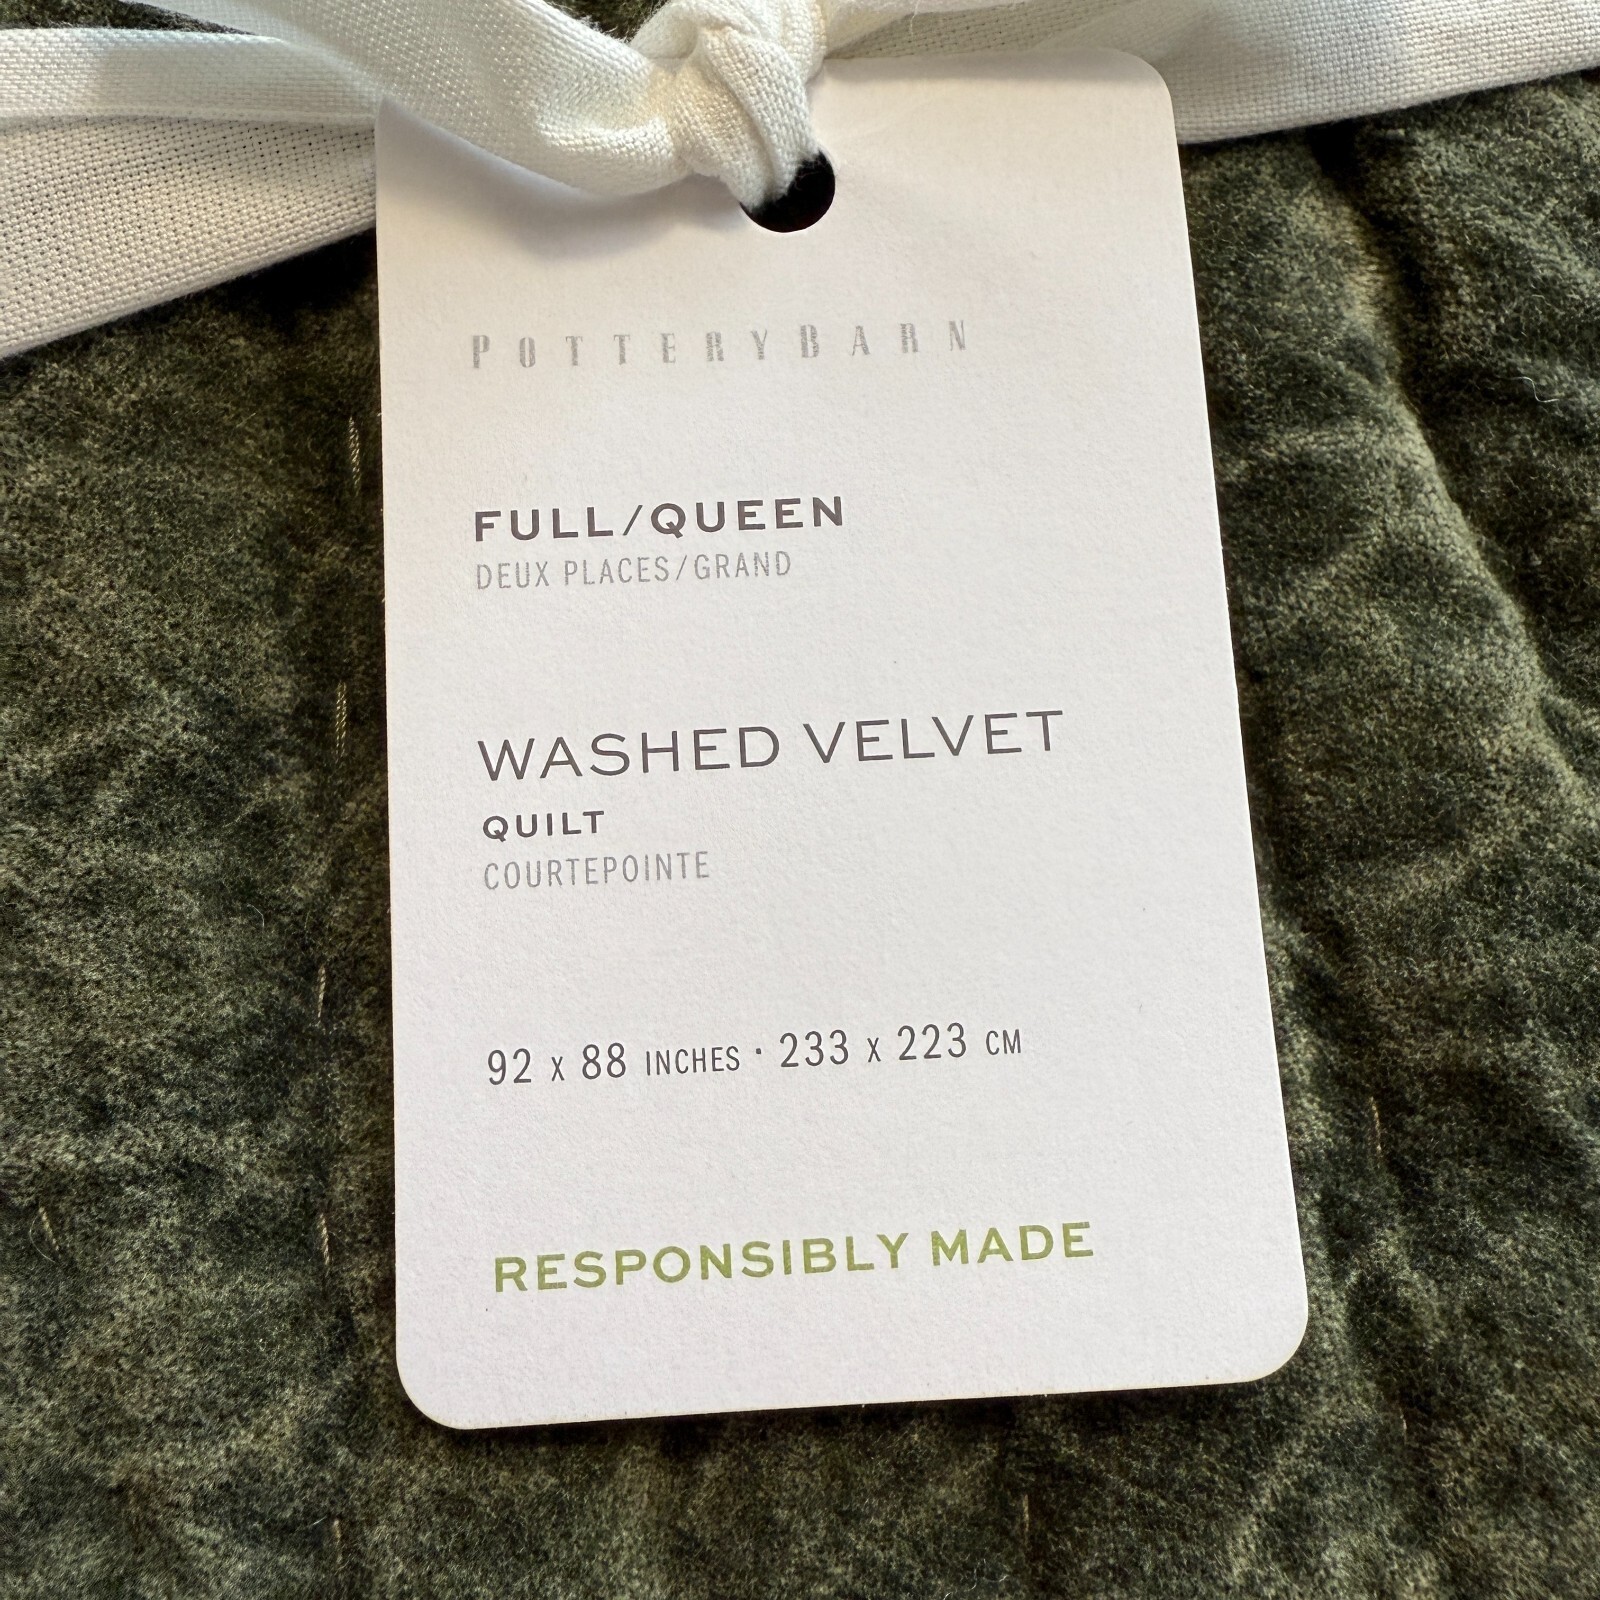 POTTERYBARN
FULL/QUEEN
DEUX PLACES/GRAND
WASHED VELVET
QUILT
COURTEPOINTE
92 x 88 INCHES · 233 x 223 CM
RESPONSIBLY MADE